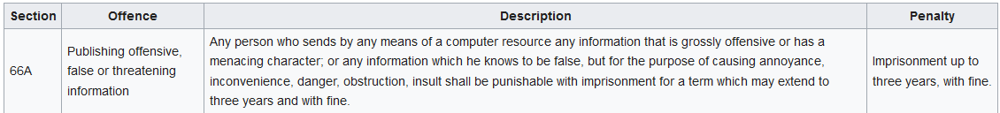 Section Offence Description Penalty
66A
Publishing offensive,
false or threatening
information
Any person who sends by any means of a computer resource any information that is grossly offensive or has a
menacing character; or any information which he knows to be false, but for the purpose of causing annoyance,
inconvenience, danger, obstruction, insult shall be punishable with imprisonment for a term which may extend to
three years and with fine.
Imprisonment up to
three years, with fine.